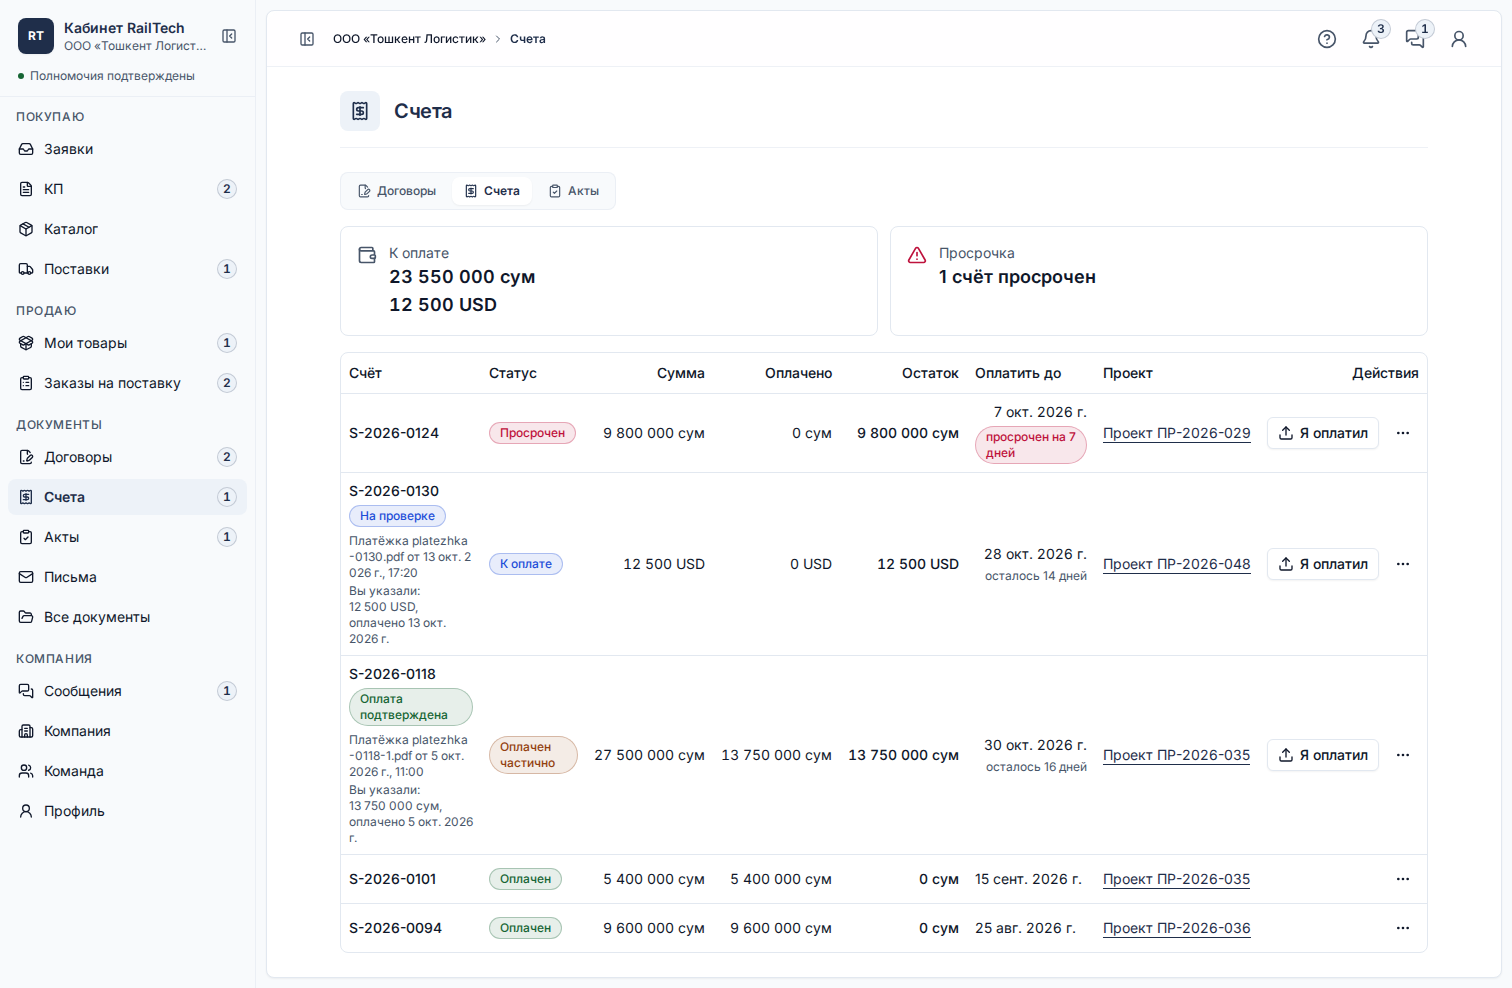 RT
Кабинет RailTech
ООО «Тошкент Логист...
Полномочия подтверждены
ПОКУПАЮ
Заявки
КП 2
Каталог
Поставки 1
ПРОДАЮ
Мои товары 1
Заказы на поставку 2
ДОКУМЕНТЫ
Договоры 2
Счета 1
Акты 1
Письма
Все документы
КОМПАНИЯ
Сообщения 1
Компания
Команда
Профиль
ООО «Тошкент Логистик» > Счета
3 1
Счета
Договоры Счета Акты
К оплате
23 550 000 сум
12 500 USD
Просрочка
1 счёт просрочен
Счёт Статус Сумма Оплачено Остаток Оплатить до Проект Действия
S-2026-0124 Просрочен 9 800 000 сум 0 сум 9 800 000 сум 7 окт. 2026 г.
просрочен на 7
дней
Проект ПР-2026-029 Я оплатил ...
S-2026-0130
На проверке
Платёжка platezhka
-0130.pdf от 13 окт. 2
026 г., 17:20
Вы указали:
12 500 USD,
оплачено 13 окт.
2026 г.
К оплате 12 500 USD 0 USD 12 500 USD 28 окт. 2026 г.
осталось 14 дней
Проект ПР-2026-048 Я оплатил ...
S-2026-0118
Оплата
подтверждена
Платёжка platezhka
-0118-1.pdf от 5 окт.
2026 г., 11:00
Вы указали:
13 750 000 сум,
оплачено 5 окт. 2026
г.
Оплачен
частично
27 500 000 сум 13 750 000 сум 13 750 000 сум 30 окт. 2026 г.
осталось 16 дней
Проект ПР-2026-035 Я оплатил ...
S-2026-0101 Оплачен 5 400 000 сум 5 400 000 сум 0 сум 15 сент. 2026 г. Проект ПР-2026-035 ...
S-2026-0094 Оплачен 9 600 000 сум 9 600 000 сум 0 сум 25 авг. 2026 г. Проект ПР-2026-036 ...